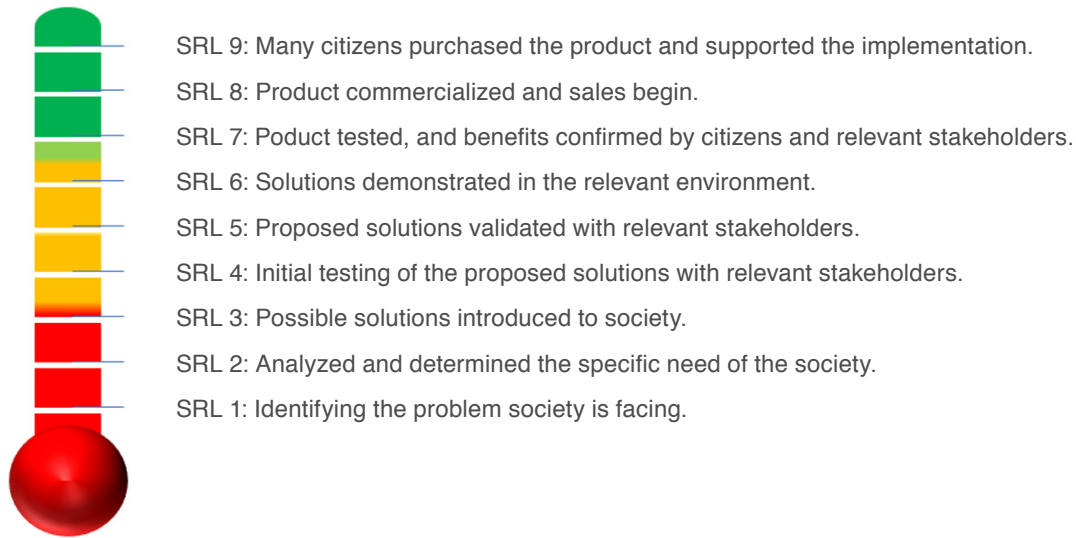 SRL 9: Many citizens purchased the product and supported the implementation.
SRL 8: Product commercialized and sales begin.
SRL 7: Poduct tested, and benefits confirmed by citizens and relevant stakeholders.
SRL 6: Solutions demonstrated in the relevant environment.
SRL 5: Proposed solutions validated with relevant stakeholders.
SRL 4: Initial testing of the proposed solutions with relevant stakeholders.
SRL 3: Possible solutions introduced to society.
SRL 2: Analyzed and determined the specific need of the society.
SRL 1: Identifying the problem society is facing.